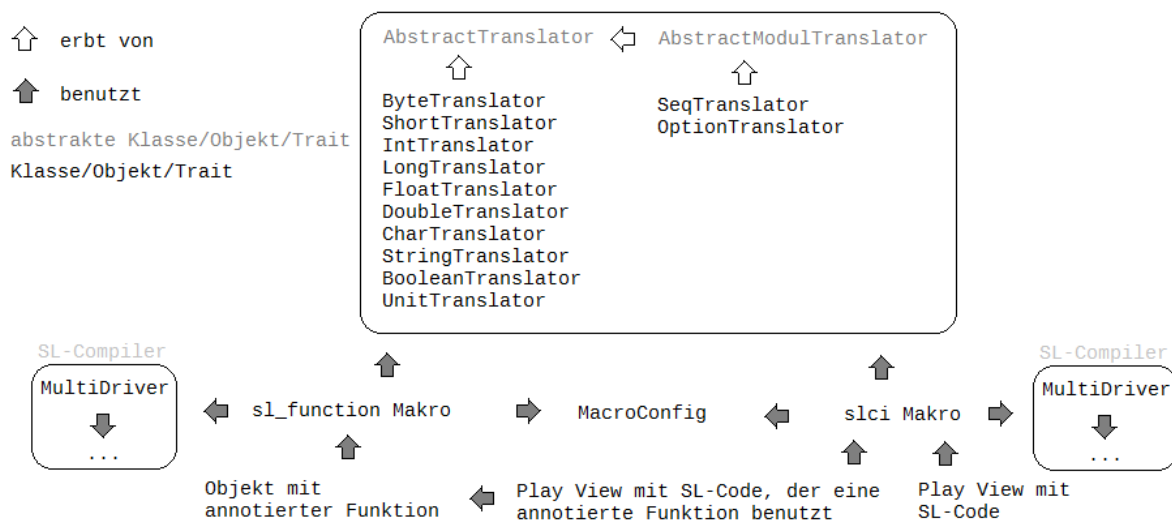 erbt von
benutzt
abstrakte Klasse/Objekt/Trait
Klasse/Objekt/Trait
AbstractTranslator
AbstractModulTranslator
ByteTranslator
ShortTranslator
IntTranslator
LongTranslator
FloatTranslator
DoubleTranslator
CharTranslator
StringTranslator
BooleanTranslator
UnitTranslator
SeqTranslator
OptionTranslator
SL-Compiler
MultiDriver
...
sl_function Makro
MacroConfig
slci Makro
SL-Compiler
MultiDriver
...
Objekt mit
annotierter Funktion
Play View mit SL-Code, der eine
annotierte Funktion benutzt
Play View mit
SL-Code